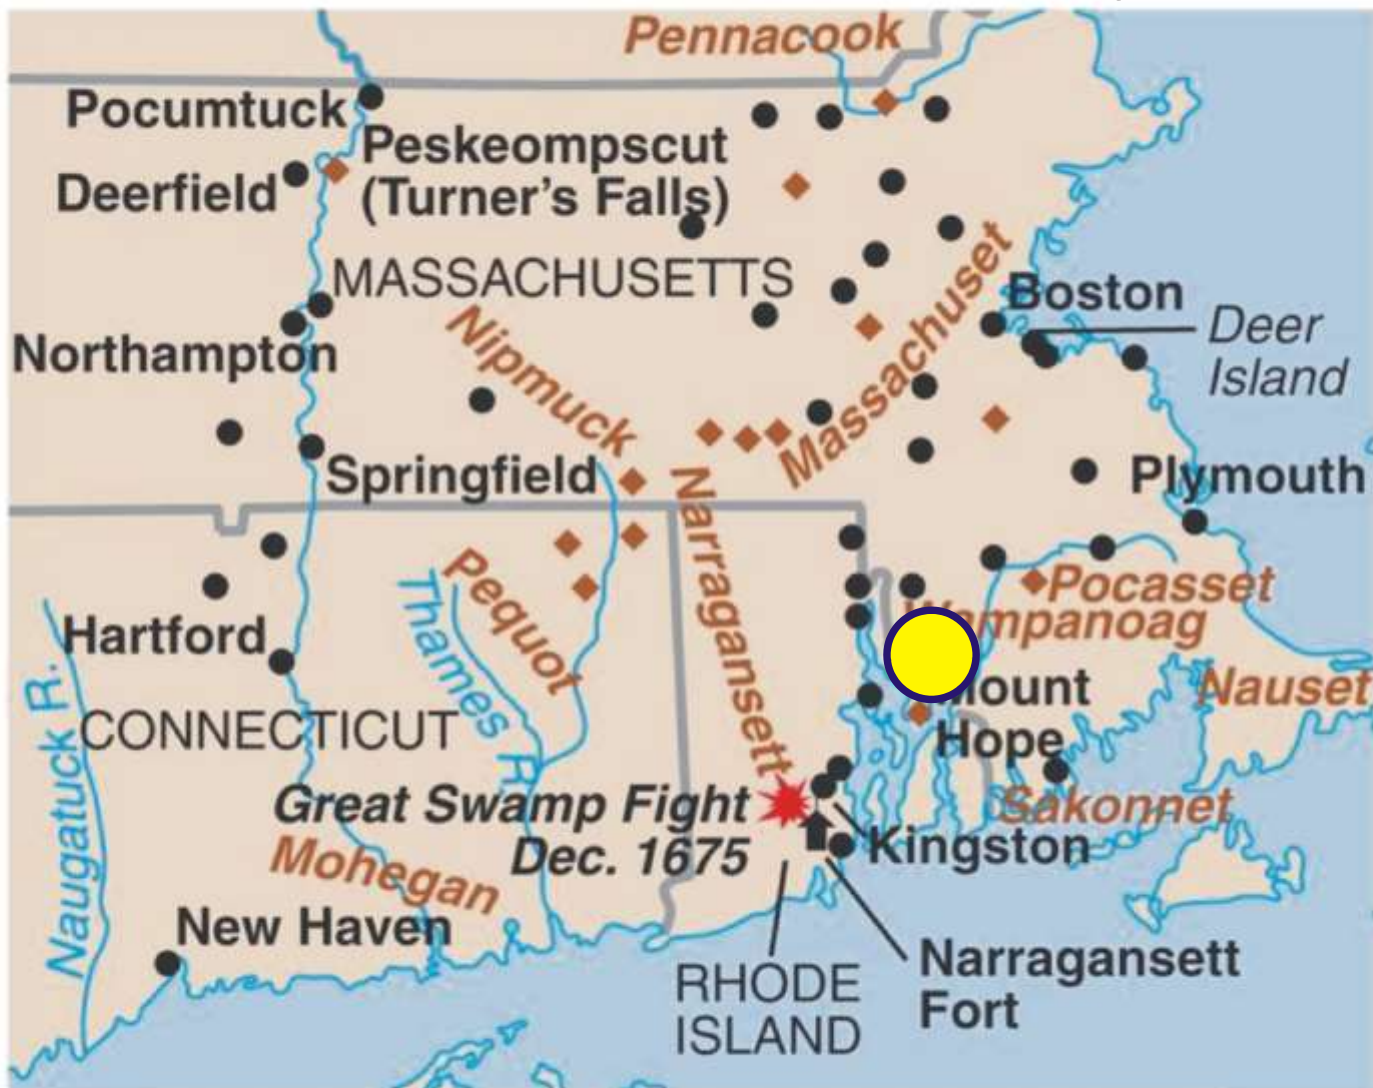 Pennacook
Pocumtuck
Peskeompscut
(Turner's Falls)
Deerfield
MASSACHUSETTS
Massachuset
Boston
Deer
Island
Nipmuck
Northampton
Springfield
Plymouth
Narragansett
Pequot
Thames R.
Pocasset
Hartford
Naugatuck R.
Nauset
CONNECTICUT
Hope
Great Swamp Fight
Dec. 1675
Sakonnet
Kingston
Mohegan
New Haven
Narragansett
Fort
RHODE
ISLAND